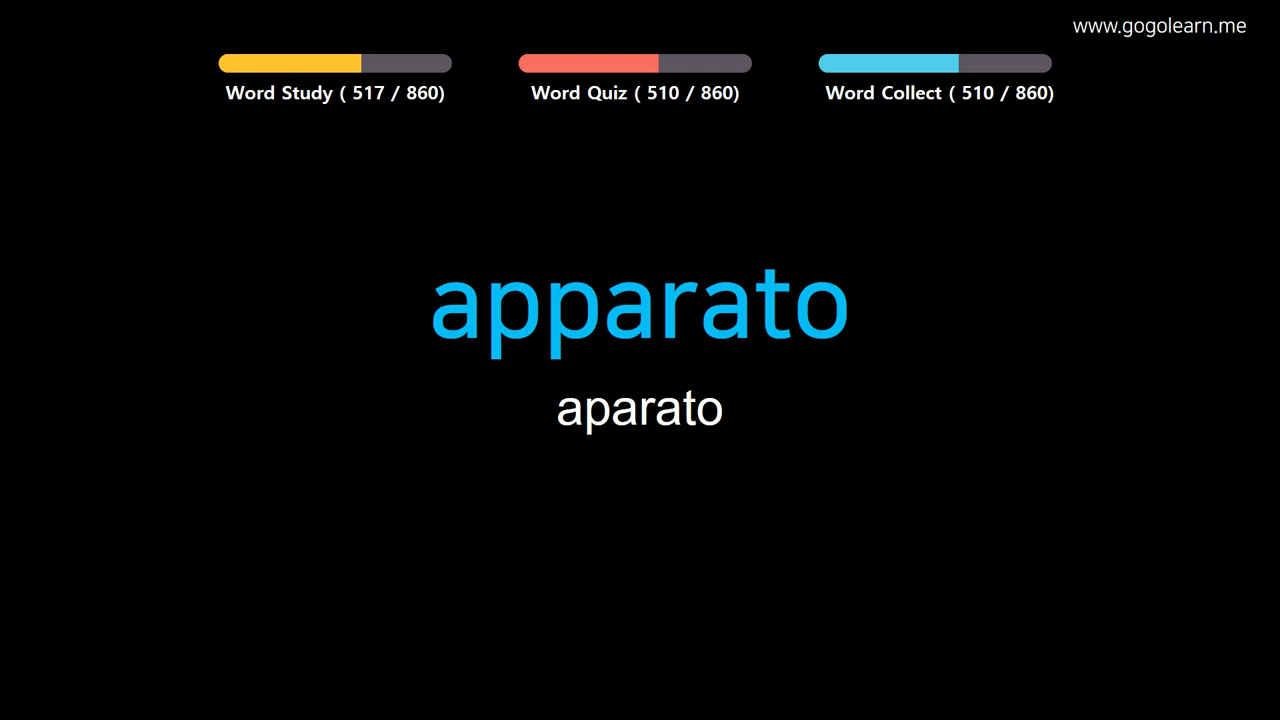 www.gogolearn.me
Word Study ( 517 / 860)
Word Quiz ( 510 / 860)
Word Collect ( 510 / 860)
apparato
aparato